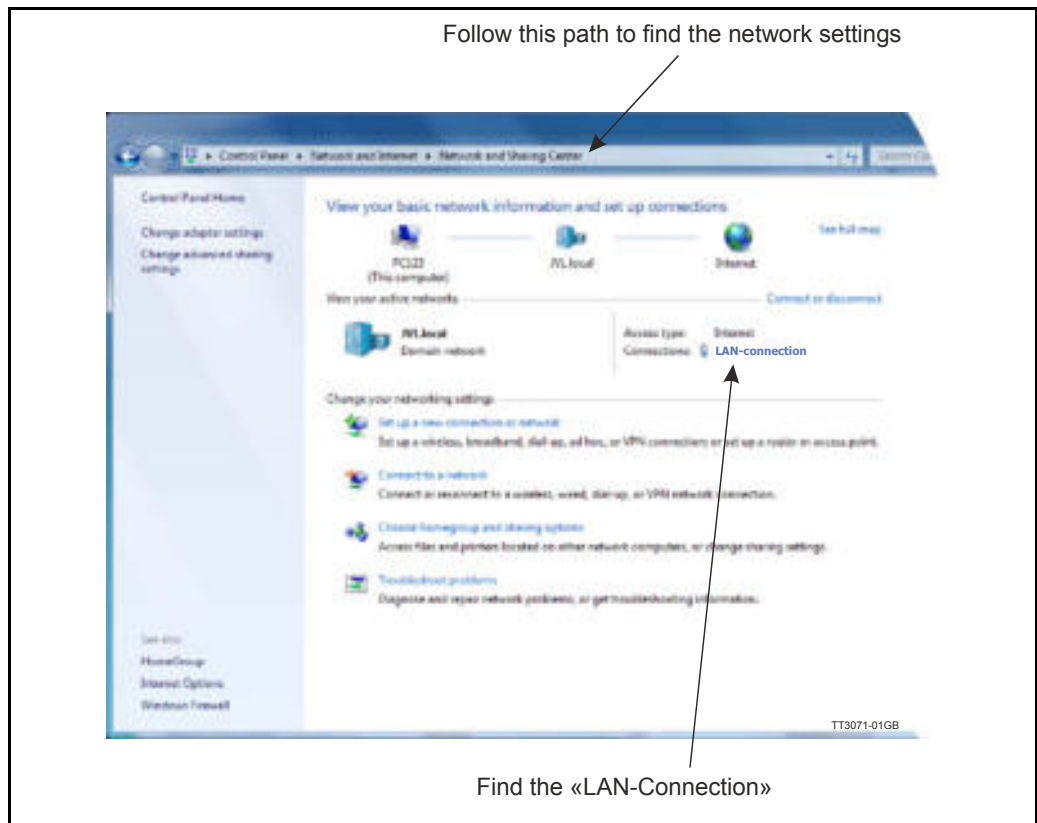 Follow this path to find the network settings
Control Panel Network and Internet Network and Sharing Center
Control Panel Home
View your basic network information and set up connections
Change adapter settings
See full map
Change advanced sharing
settings
PC123
JVL.local
Internet
(This computer)
View your active networks
Connect or disconnect
JVL.local
Access type: Internet
Domain network
Connections: LAN-connection
Change your networking settings
Set up a new connection or network
Set up a wireless, broadband, dial-up, ad hoc, or VPN connection; or set up a router or access point.
Connect to a network
Connect or reconnect to a wireless, wired, dial-up, or VPN network connection.
Choose homegroup and sharing options
Access files and printers located on other network computers, or change sharing settings.
Troubleshoot problems
Diagnose and repair network problems, or get troubleshooting information.
See also
HomeGroup
Internet Options
Windows Firewall
TT3071-01GB
Find the «LAN-Connection»